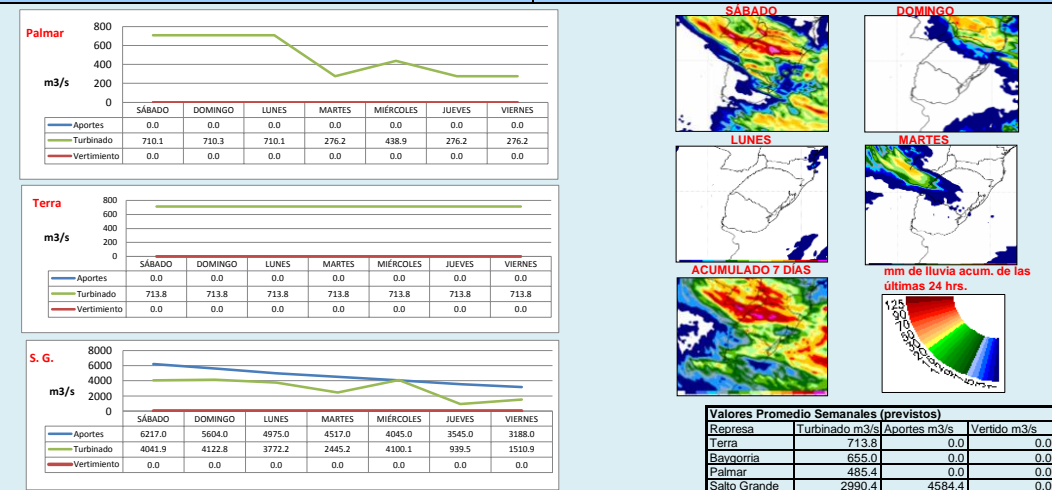 Palmar
m3/s
800
600
400
200
0
SÁBADO DOMINGO LUNES MARTES MIÉRCOLES JUEVES VIERNES
Aportes 0.0 0.0 0.0 0.0 0.0 0.0 0.0
Turbinado 710.1 710.3 710.1 276.2 438.9 276.2 276.2
Vertimiento 0.0 0.0 0.0 0.0 0.0 0.0 0.0
Terra
m3/s
800
600
400
200
0
SÁBADO DOMINGO LUNES MARTES MIÉRCOLES JUEVES VIERNES
Aportes 0.0 0.0 0.0 0.0 0.0 0.0 0.0
Turbinado 713.8 713.8 713.8 713.8 713.8 713.8 713.8
Vertimiento 0.0 0.0 0.0 0.0 0.0 0.0 0.0
S. G.
m3/s
8000
6000
4000
2000
0
SÁBADO DOMINGO LUNES MARTES MIÉRCOLES JUEVES VIERNES
Aportes 6217.0 5604.0 4975.0 4517.0 4045.0 3545.0 3188.0
Turbinado 4041.9 4122.8 3772.2 2445.2 4100.1 939.5 1510.9
Vertimiento 0.0 0.0 0.0 0.0 0.0 0.0 0.0
SÁBADO DOMINGO
LUNES MARTES
ACUMULADO 7 DÍAS
mm de lluvia acum. de las
últimas 24 hrs.
125
90
70
Valores Promedio Semanales (previstos)
Represa Turbinado m3/s Aportes m3/s Vertido m3/s
Terra 713.8 0.0 0.0
Baygorria 655.0 0.0 0.0
Palmar 485.4 0.0 0.0
Salto Grande 2990.4 4584.4 0.0